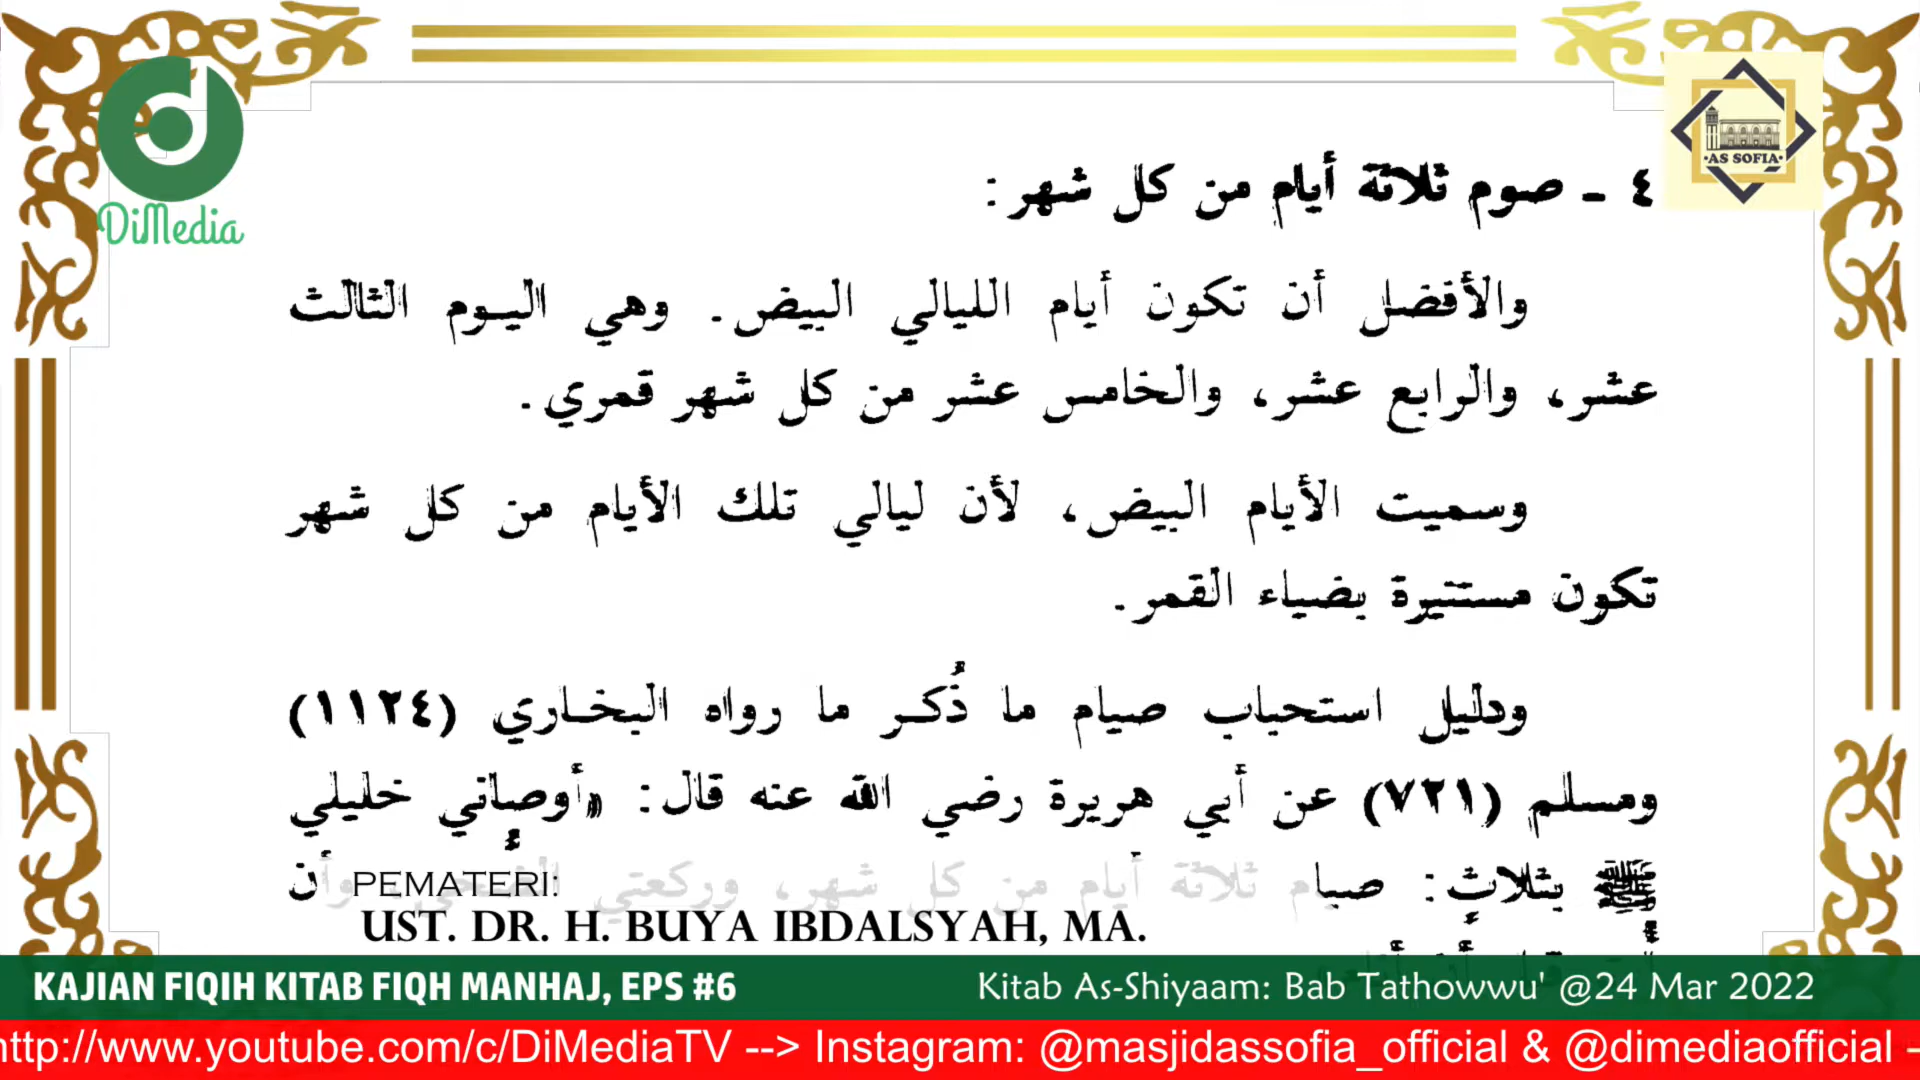 DiMedia
AS SOFIA
٤ - صوم ثلاثة أيام من كل شهر:
والأفضل أن تكون أيام الليالي البيض. وهي اليوم الثالث
عشر، والرابع عشر، والخامس عشر من كل شهر قمري.
وسميت الأيام البيض، لأن ليالي تلك الأيام من كل شهر
تكون مستنيرة بضياء القمر.
ودليل استحباب صيام ما ذُكر ما رواه البخاري (١١٢٤)
ومسلم (٧٢١) عن أبي هريرة رضي الله عنه قال: «أوصاني خليلي
ﷺ بثلاثٍ: صيام ثلاثة أيام من كل شهر، وركعتي الضحى، وأن
PEMATERI:
UST. DR. H. BUYA IBDALSYAH, MA.
KAJIAN FIQIH KITAB FIQH MANHAJ, EPS #6
Kitab As-Shiyaam: Bab Tathowwu' @24 Mar 2022
http://www.youtube.com/c/DiMediaTV --> Instagram: @masjidassofia_official & @dimediaofficial -